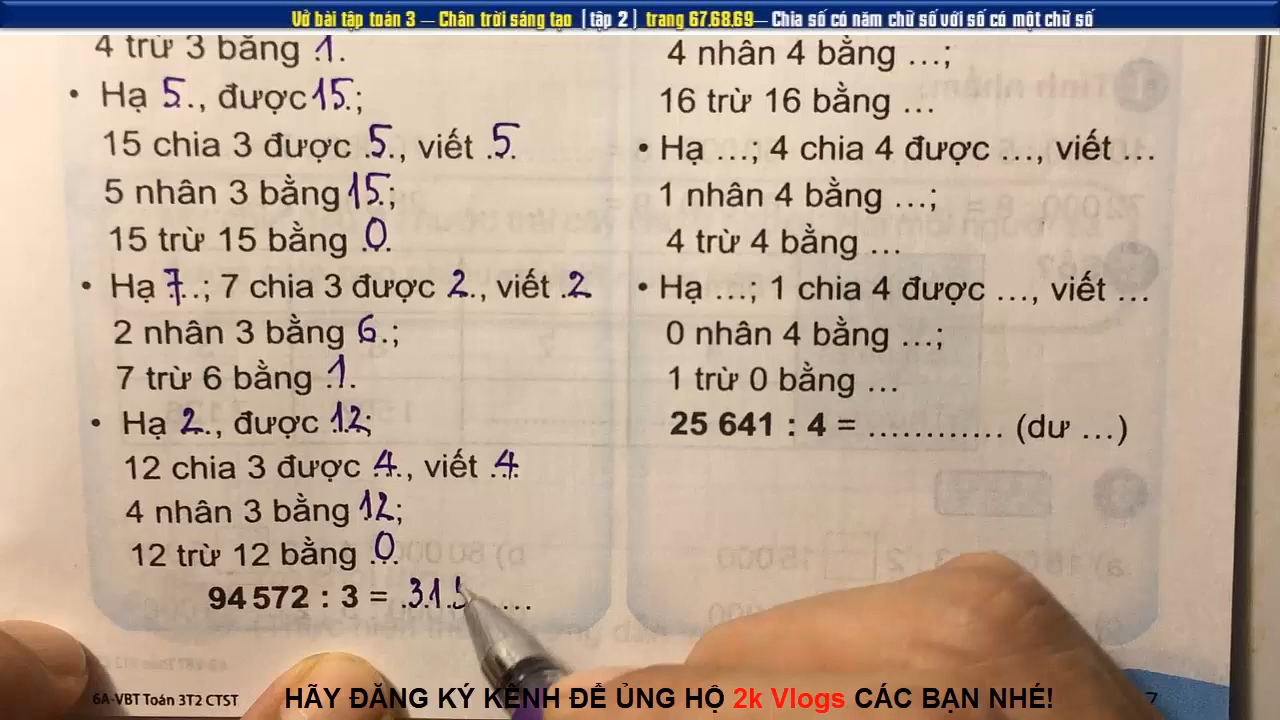 Vở bài tập toán 3 – Chân trời sáng tạo (tập 2) trang 67,68,69– Chia số có năm chữ số với số có một chữ số
4 trừ 3 bằng .1.
• Hạ 5., được 15.;
15 chia 3 được .5., viết .5.
5 nhân 3 bằng 15.;
15 trừ 15 bằng .0.
• Hạ 7..; 7 chia 3 được 2., viết .2
2 nhân 3 bằng 6.;
7 trừ 6 bằng .1.
• Hạ 2., được 12;
12 chia 3 được 4., viết 4
4 nhân 3 bằng 12;
12 trừ 12 bằng .0.
94 572 : 3 = .3.1.5 ....
4 nhân 4 bằng ...;
16 trừ 16 bằng ...
• Hạ ...; 4 chia 4 được ..., viết ...
1 nhân 4 bằng ...;
4 trừ 4 bằng ...
• Hạ ...; 1 chia 4 được ..., viết ...
0 nhân 4 bằng ...;
1 trừ 0 bằng ...
25 641 : 4 = ............ (dư ...)
6A-VBT Toán 3T2 CTST
7
HÃY ĐĂNG KÝ KÊNH ĐỂ ỦNG HỘ 2k Vlogs CÁC BẠN NHÉ!